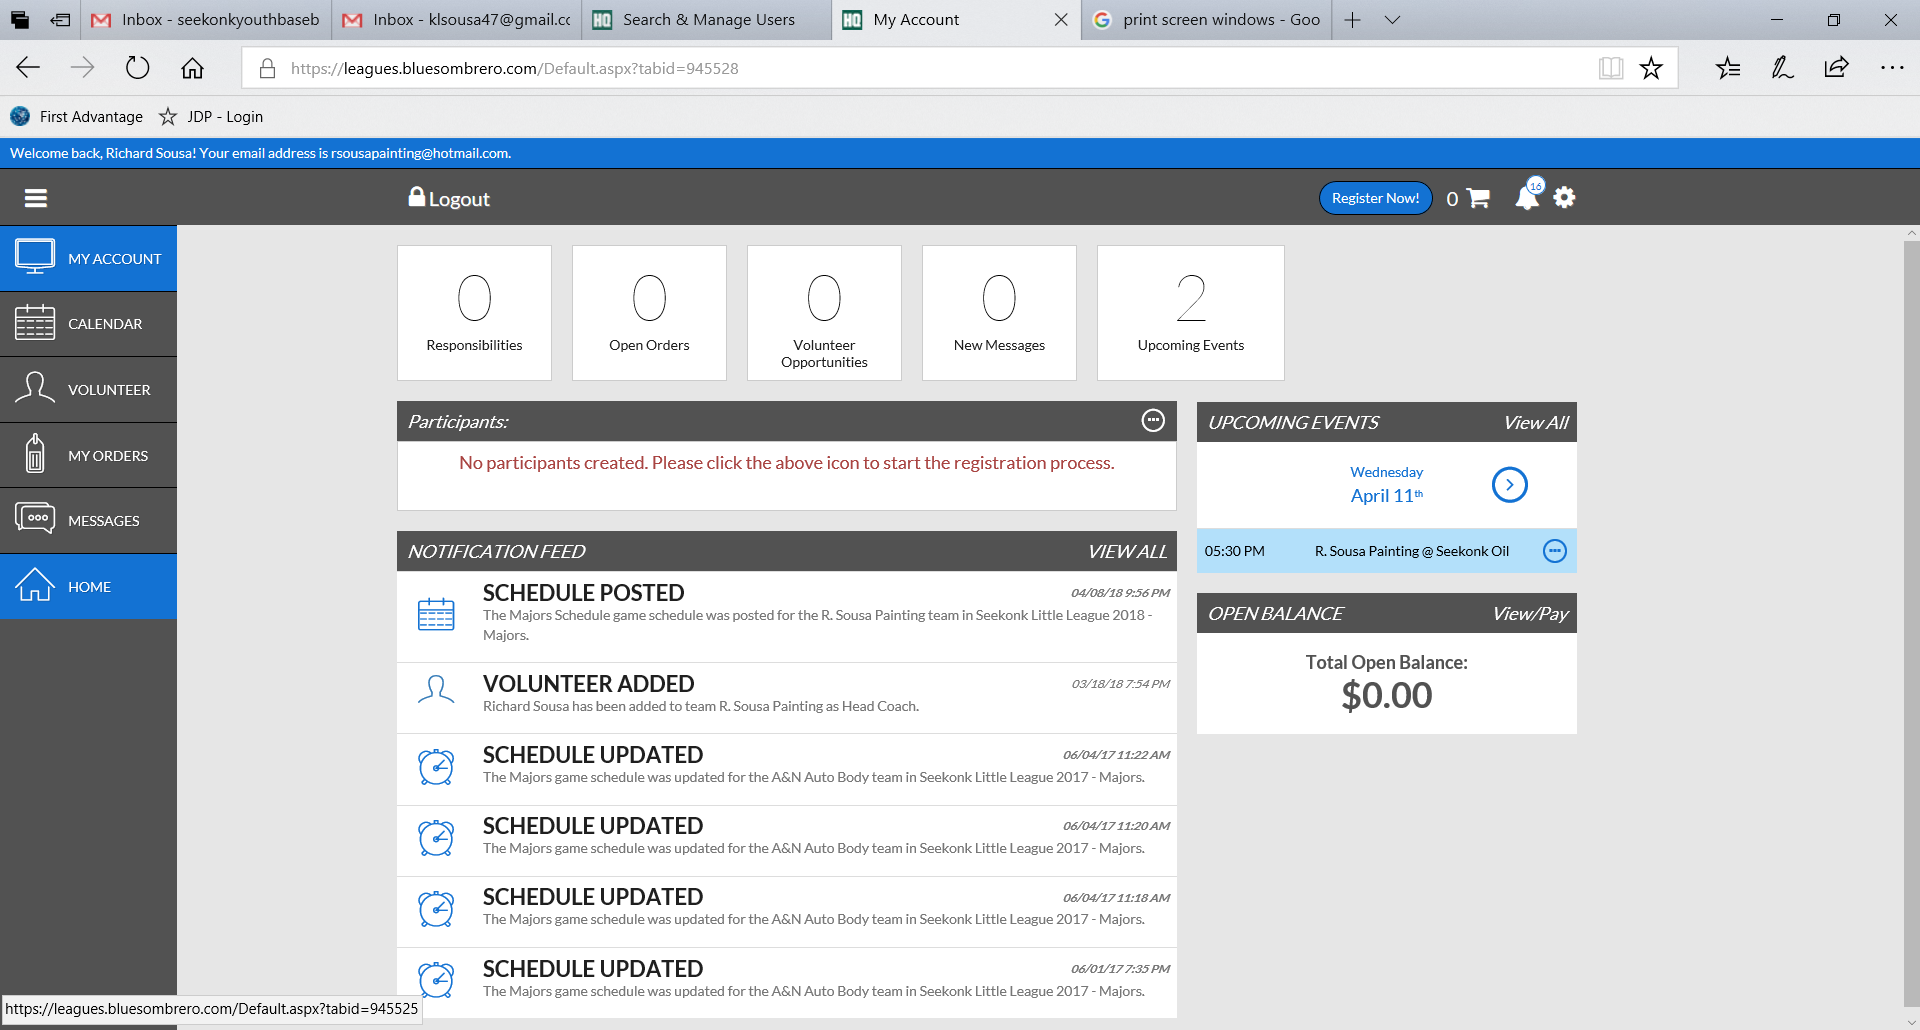 Inbox - seekonkyouthbaseb
Inbox - klsousa47@gmail.cc
HQ Search & Manage Users
HQ My Account
print screen windows - Goo
https://leagues.bluesombrero.com/Default.aspx?tabid=945528
First Advantage
JDP - Login
Welcome back, Richard Sousa! Your email address is rsousapainting@hotmail.com.
Logout
Register Now!
0
16
MY ACCOUNT
CALENDAR
VOLUNTEER
MY ORDERS
MESSAGES
HOME
0
Responsibilities
0
Open Orders
0
Volunteer
Opportunities
0
New Messages
2
Upcoming Events
Participants:
No participants created. Please click the above icon to start the registration process.
NOTIFICATION FEED VIEW ALL
SCHEDULE POSTED 04/08/18 9:56 PM
The Majors Schedule game schedule was posted for the R. Sousa Painting team in Seekonk Little League 2018 -
Majors.
VOLUNTEER ADDED 03/18/18 7:54 PM
Richard Sousa has been added to team R. Sousa Painting as Head Coach.
SCHEDULE UPDATED 06/04/17 11:22 AM
The Majors game schedule was updated for the A&N Auto Body team in Seekonk Little League 2017 - Majors.
SCHEDULE UPDATED 06/04/17 11:20 AM
The Majors game schedule was updated for the A&N Auto Body team in Seekonk Little League 2017 - Majors.
SCHEDULE UPDATED 06/04/17 11:18 AM
The Majors game schedule was updated for the A&N Auto Body team in Seekonk Little League 2017 - Majors.
SCHEDULE UPDATED 06/01/17 7:35 PM
The Majors game schedule was updated for the A&N Auto Body team in Seekonk Little League 2017 - Majors.
UPCOMING EVENTS View All
Wednesday
April 11th
05:30 PM R. Sousa Painting @ Seekonk Oil
OPEN BALANCE View/Pay
Total Open Balance:
$0.00
https://leagues.bluesombrero.com/Default.aspx?tabid=945525